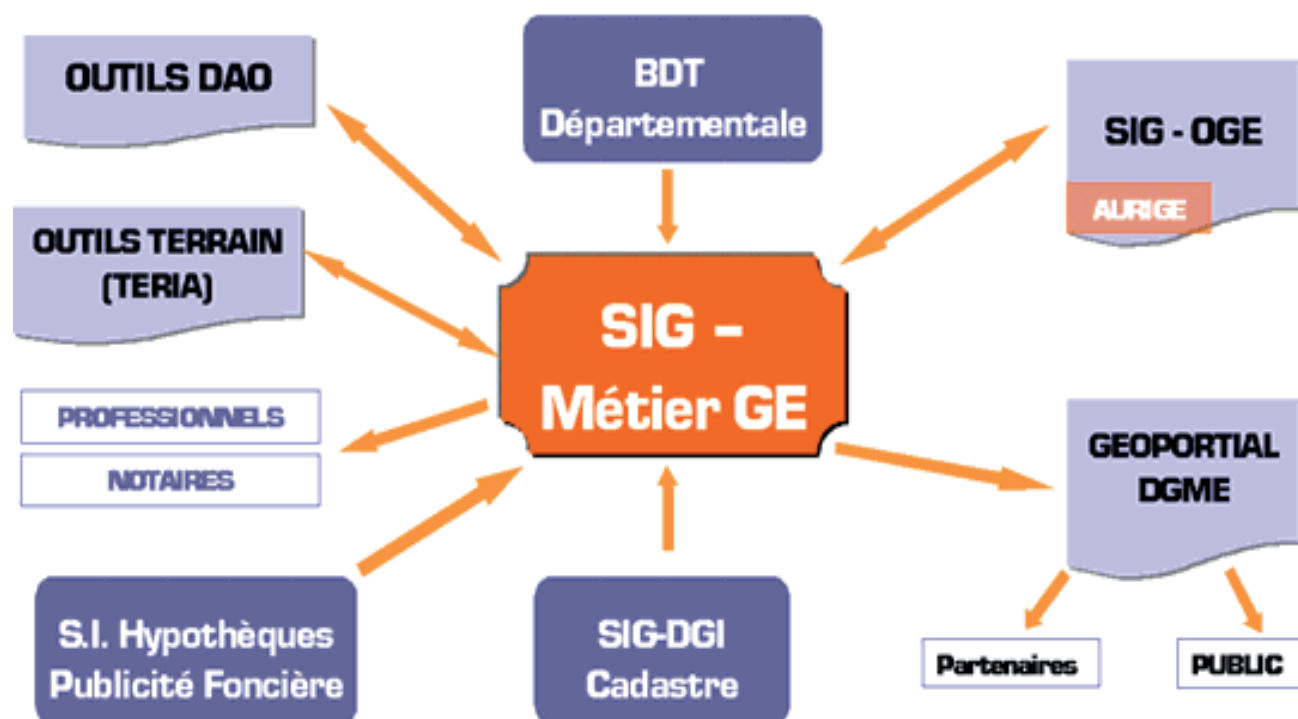 OUTILS DAO
BDT
Départementale
SIG - OGE
AURIGE
OUTILS TERRAIN
(TERIA)
SIG –
Métier GE
PROFESSIONNELS
NOTAIRES
GEOPORTIAL
DGME
S.I. Hypothèques
Publicité Foncière
SIG-DGI
Cadastre
Partenaires
PUBLIC